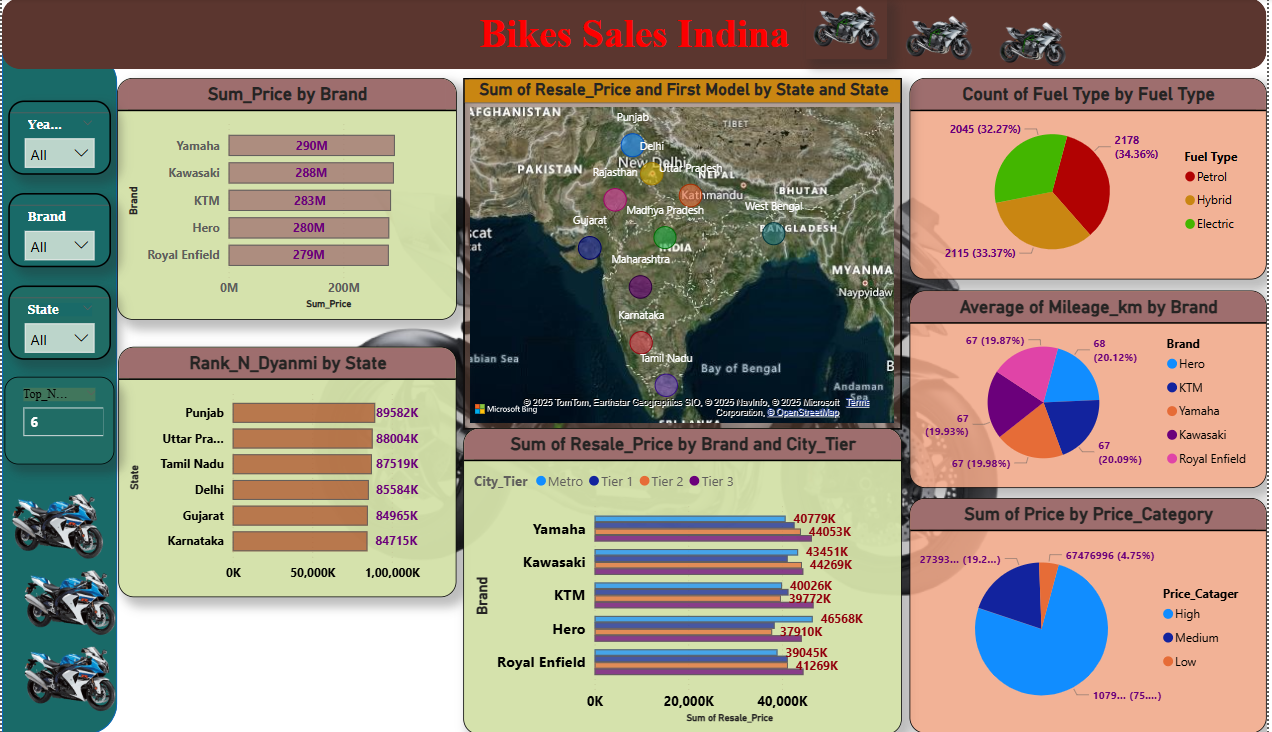 Bikes Sales Indina
Yea...
All
Brand
All
State
All
Top_N...
6
Sum_Price by Brand
Brand
Yamaha 290M
Kawasaki 288M
KTM 283M
Hero 280M
Royal Enfield 279M
0M 200M
Sum_Price
Rank_N_Dyanmi by State
State
Punjab 89582K
Uttar Pra... 88004K
Tamil Nadu 87519K
Delhi 85584K
Gujarat 84965K
Karnataka 84715K
0K 50,000K 1,00,000K
Sum of Resale_Price and First Model by State and State
AFGHANISTAN
Punjab
TIBET
Delhi
PAKISTAN
New Delhi
Rajasthan
Uttar Pradesh
NEPAL
Kathmandu
BHUTAN
Madhya Pradesh
West Bengal
Gujarat
BANGLADESH
INDIA
Maharashtra
MYANMA
Naypyidaw
Karnataka
Tamil Nadu
abian Sea
Bay of Bengal
Andaman
Sea
Microsoft Bing
© 2025 TomTom, Earthstar Geographics SIO, © 2025 NavInfo, © 2025 Microsoft Corporation, © OpenStreetMap Terms
SRI LANKA
Sum of Resale_Price by Brand and City_Tier
City_Tier Metro Tier 1 Tier 2 Tier 3
Brand
Yamaha 40779K
44053K
Kawasaki 43451K
44269K
KTM 40026K
39772K
Hero 46568K
37910K
Royal Enfield 39045K
41269K
0K 20,000K 40,000K
Sum of Resale_Price
Count of Fuel Type by Fuel Type
2045 (32.27%)
2178
(34.36%)
2115 (33.37%)
Fuel Type
Petrol
Hybrid
Electric
Average of Mileage_km by Brand
67 (19.87%)
68
(20.12%)
67
(19.93%)
67 (19.98%)
67
(20.09%)
Brand
Hero
KTM
Yamaha
Kawasaki
Royal Enfield
Sum of Price by Price_Category
27393... (19.2...)
67476996 (4.75%)
1079... (75....)
Price_Catager
High
Medium
Low